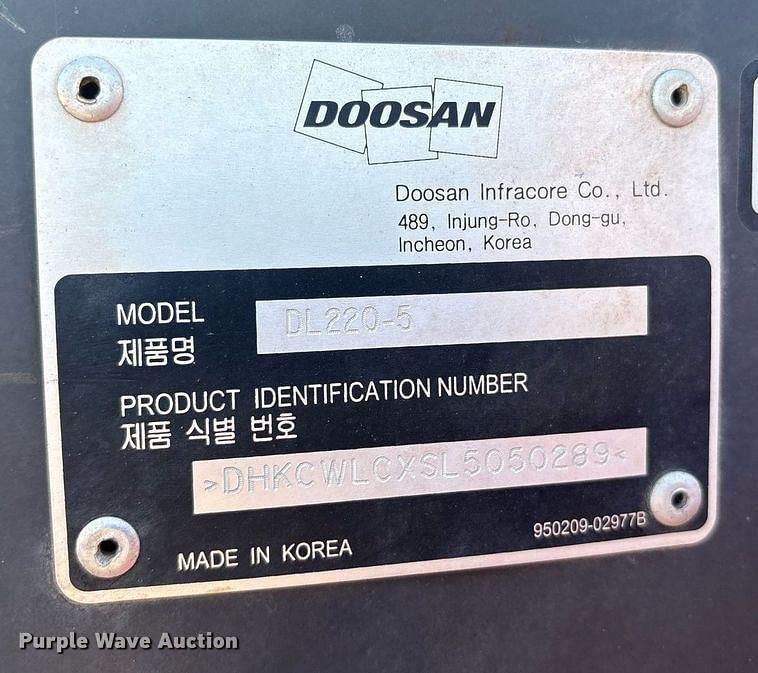 DOOSAN
Doosan Infracore Co., Ltd.
489, Injung-Ro, Dong-gu,
Incheon, Korea
MODEL DL220-5
제품명
PRODUCT IDENTIFICATION NUMBER
제품 식별 번호
>DHKCWLCXSL5050289<
950209-02977B
MADE IN KOREA
Purple Wave Auction